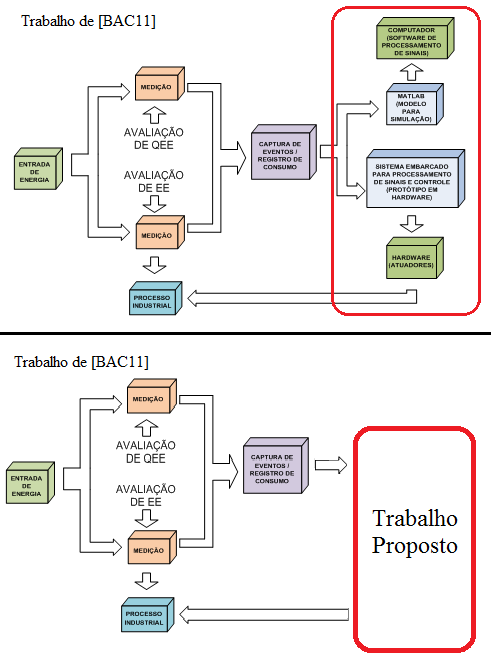 Trabalho de [BAC11]
COMPUTADOR
(SOFTWARE DE
PROCESSAMENTO
DE SINAIS)
MEDIÇÃO
MATLAB
(MODELO
PARA
SIMULAÇÃO)
AVALIAÇÃO
DE QEE
CAPTURA DE
EVENTOS /
REGISTRO DE
CONSUMO
ENTRADA
DE
ENERGIA
AVALIAÇÃO
DE EE
SISTEMA EMBARCADO
PARA PROCESSAMENTO
DE SINAIS E CONTROLE
(PROTÓTIPO EM
HARDWARE)
MEDIÇÃO
HARDWARE
(ATUADORES)
PROCESSO
INDUSTRIAL
Trabalho de [BAC11]
MEDIÇÃO
AVALIAÇÃO
DE QEE
CAPTURA DE
EVENTOS /
REGISTRO DE
CONSUMO
ENTRADA
DE
ENERGIA
AVALIAÇÃO
DE EE
MEDIÇÃO
Trabalho
Proposto
PROCESSO
INDUSTRIAL